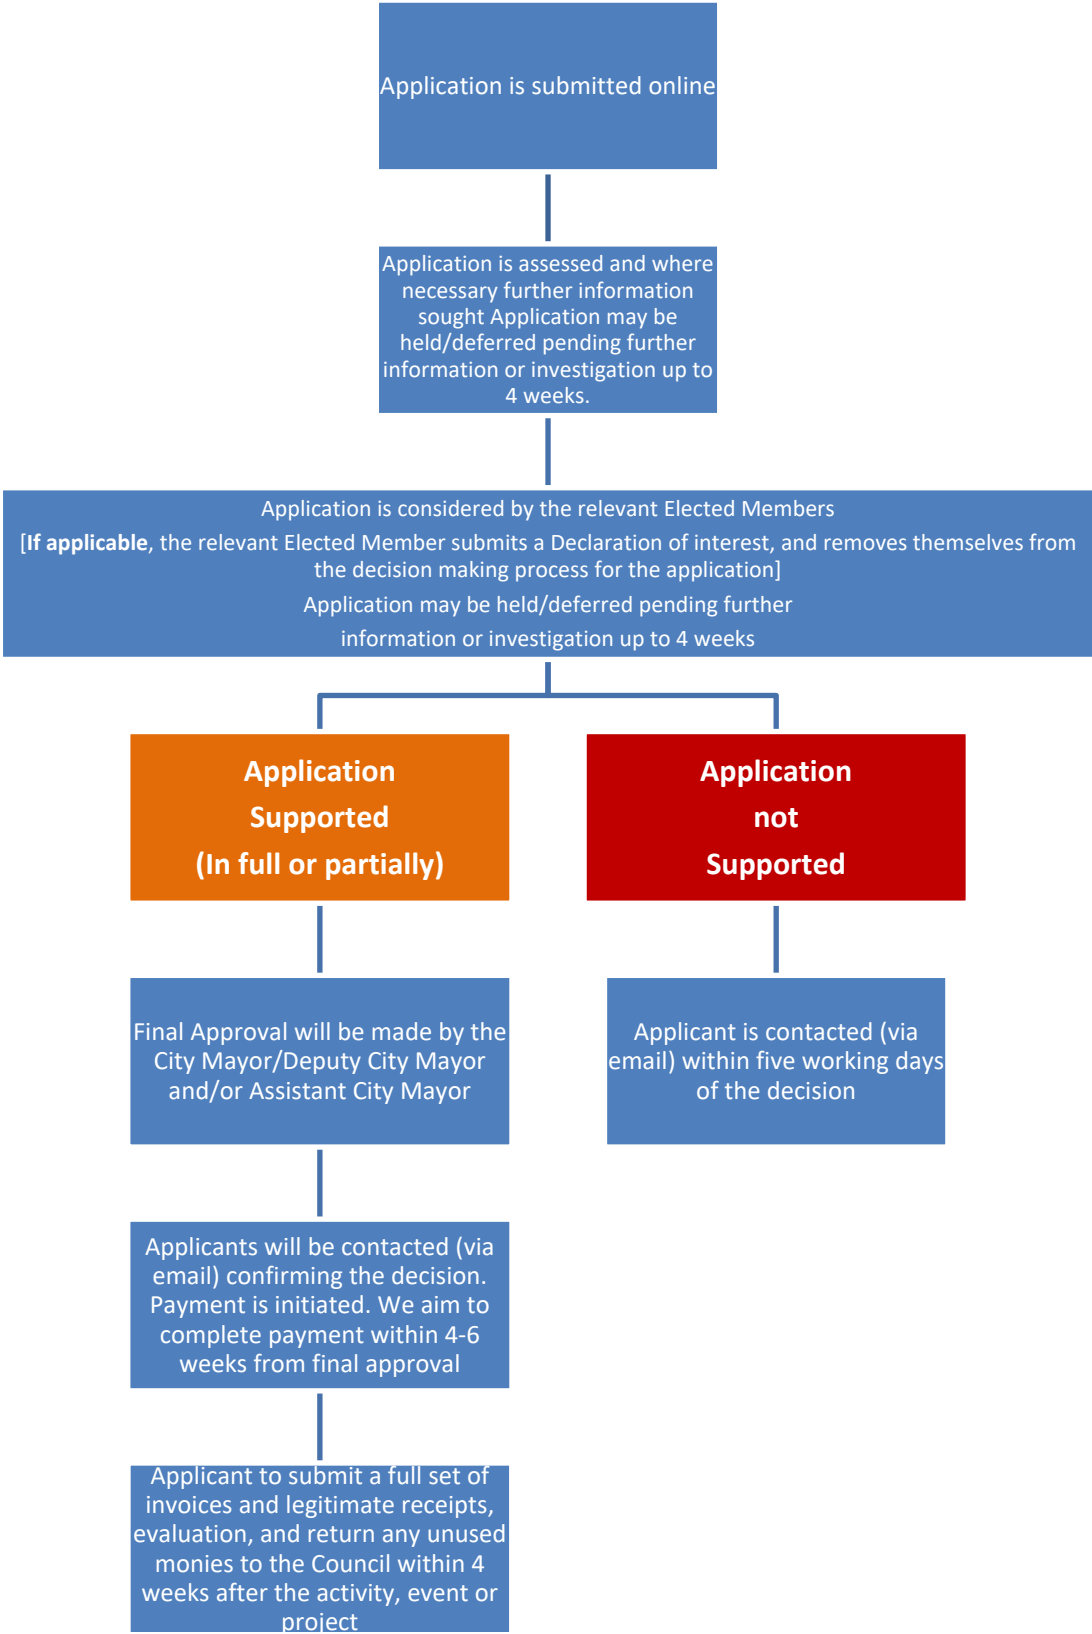 Application is submitted online
Application is assessed and where
necessary further information
sought Application may be
held/deferred pending further
information or investigation up to
4 weeks.
Application is considered by the relevant Elected Members
[If applicable, the relevant Elected Member submits a Declaration of interest, and removes themselves from
the decision making process for the application]
Application may be held/deferred pending further
information or investigation up to 4 weeks
Application
Supported
(In full or partially)
Application
not
Supported
Final Approval will be made by the
City Mayor/Deputy City Mayor
and/or Assistant City Mayor
Applicant is contacted (via
email) within five working days
of the decision
Applicants will be contacted (via
email) confirming the decision.
Payment is initiated. We aim to
complete payment within 4-6
weeks from final approval
Applicant to submit a full set of
invoices and legitimate receipts,
evaluation, and return any unused
monies to the Council within 4
weeks after the activity, event or
project